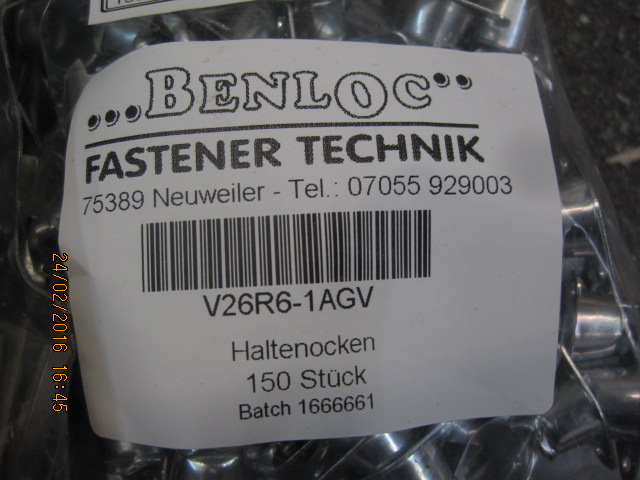 ...BENLOC..
FASTENER TECHNIK
75389 Neuweiler - Tel.: 07055 929003
V26R6-1AGV
Haltenocken
150 Stück
Batch 1666661
24/02/2016 16:45